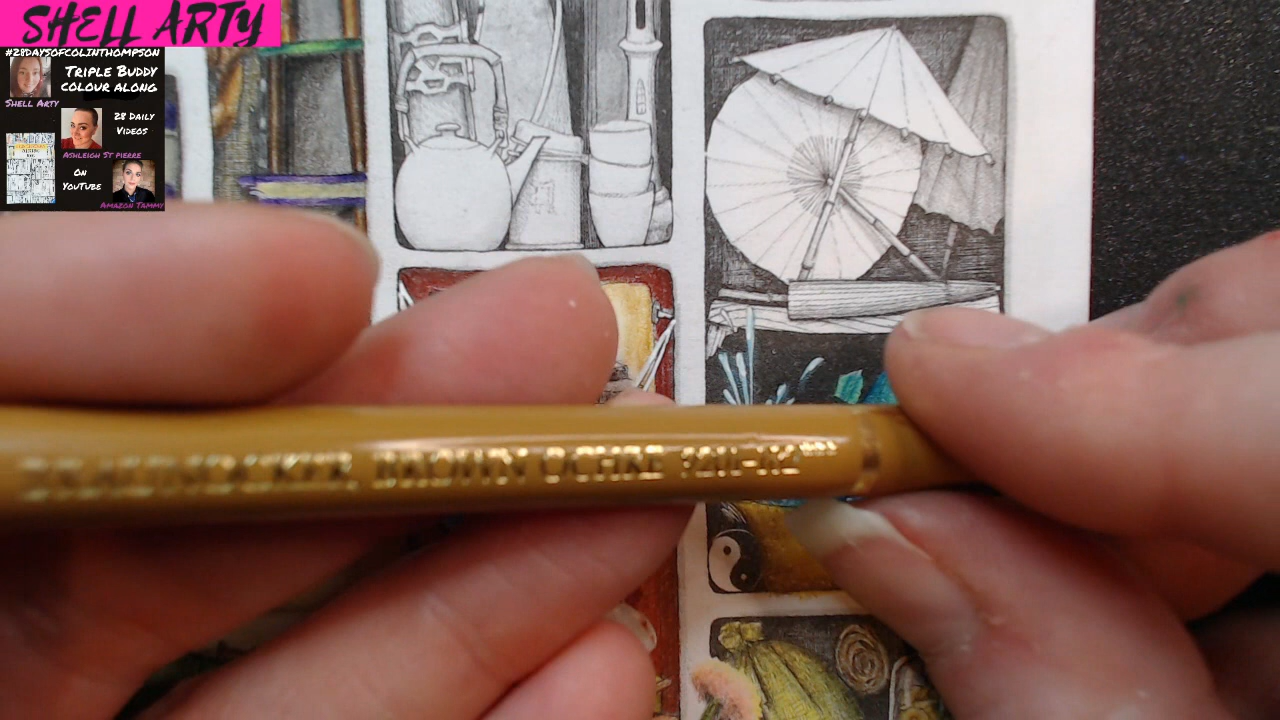 SHELL ARTY
#28DAYSOFCOLINTHOMPSON
TRIPLE BUDDY
COLOUR ALONG
SHELL ARTY
28 DAILY
VIDEOS
ASHLEIGH ST PIERRE
ON
YOUTUBE
AMAZON TAMMY
BROWN OCHRE